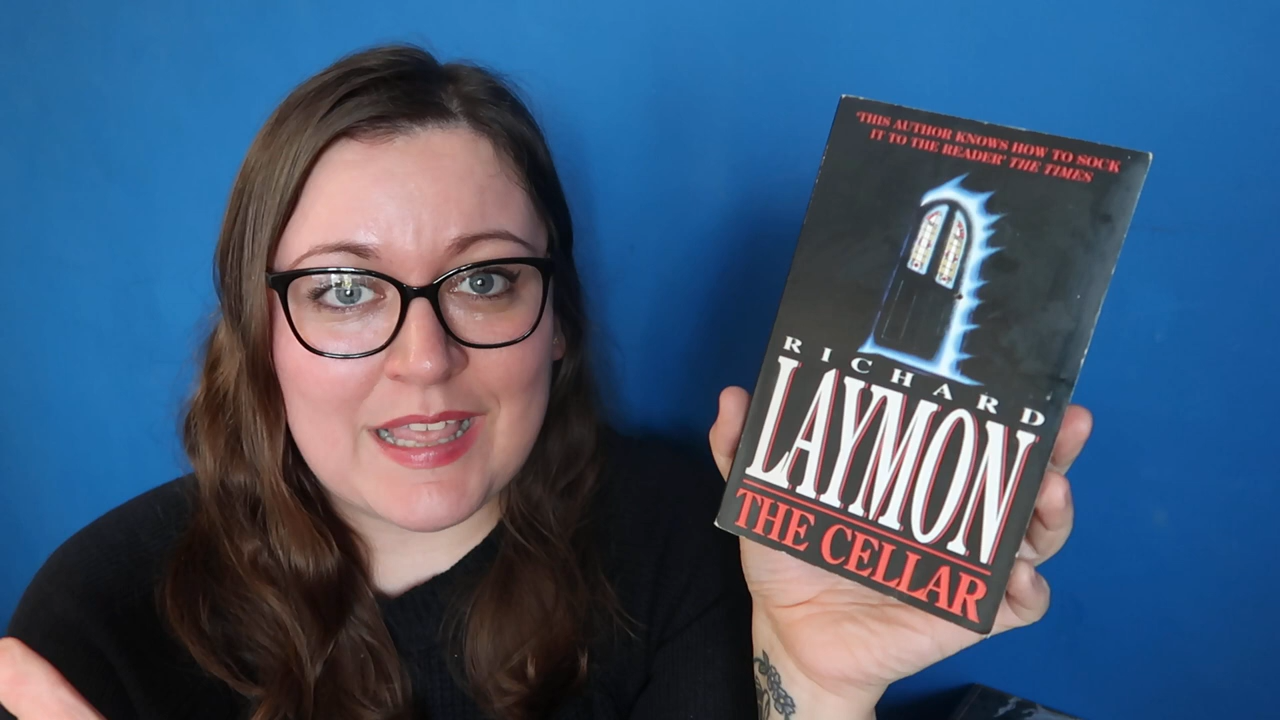 'THIS AUTHOR KNOWS HOW TO SOCK
IT TO THE READER' THE TIMES
RICHARD
LAYMON
THE CELLAR